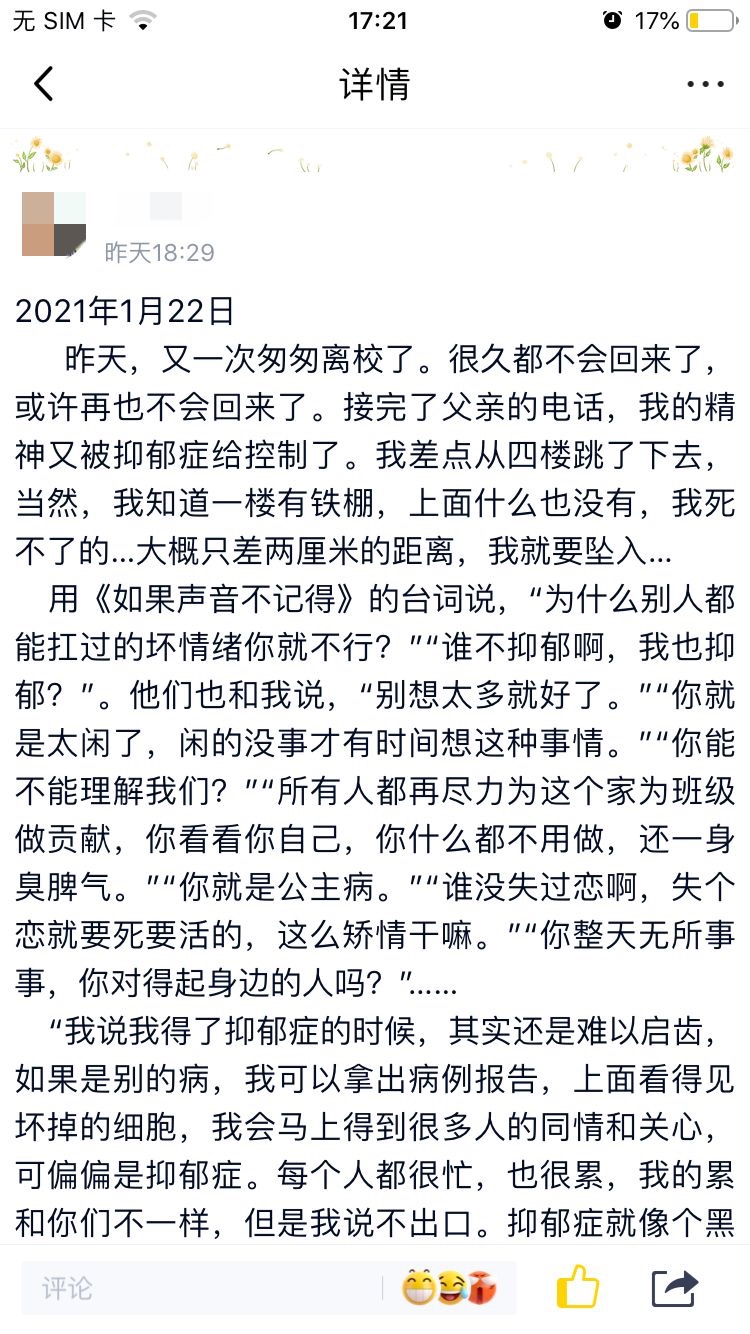 无 SIM 卡
17:21
17%
详情
昨天18:29
2021年1月22日
昨天，又一次匆匆离校了。很久都不会回来了，
或许再也不会回来了。接完了父亲的电话，我的精
神又被抑郁症给控制了。我差点从四楼跳了下去，
当然，我知道一楼有铁棚，上面什么也没有，我死
不了的...大概只差两厘米的距离，我就要坠入...
用《如果声音不记得》的台词说，“为什么别人都
能扛过的坏情绪你就不行？”“谁不抑郁啊，我也抑
郁？”。他们也和我说，“别想太多就好了。”“你就
是太闲了，闲的没事才有时间想这种事情。”“你能
不能理解我们？”“所有人都再尽力为这个家为班级
做贡献，你看看你自己，你什么都不用做，还一身
臭脾气。”“你就是公主病。”“谁没失过恋啊，失个
恋就要死要活的，这么矫情干嘛。”“你整天无所事
事，你对得起身边的人吗？”......
“我说我得了抑郁症的时候，其实还是难以启齿，
如果是别的病，我可以拿出病例报告，上面看得见
坏掉的细胞，我会马上得到很多人的同情和关心，
可偏偏是抑郁症。每个人都很忙，也很累，我的累
和你们不一样，但是我说不出口。抑郁症就像个黑
评论